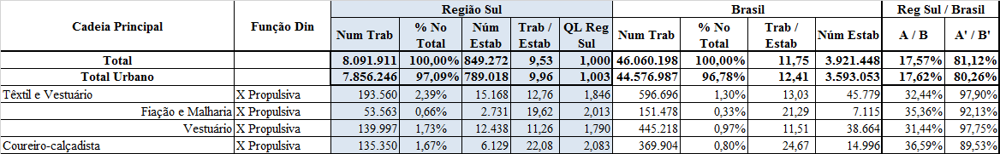 Cadeia Principal Função Din Região Sul Brasil Reg Sul / Brasil
Num Trab % No Total Núm Estab Trab / Estab QL Reg Sul Num Trab % No Total Trab / Estab Núm Estab A / B A' / B'
Total 8.091.911 100,00% 849.272 9,53 1,000 46.060.198 100,00% 11,75 3.921.448 17,57% 81,12%
Total Urbano 7.856.246 97,09% 789.018 9,96 1,003 44.576.987 96,78% 12,41 3.593.053 17,62% 80,26%
Têxtil e Vestuário X Propulsiva 193.560 2,39% 15.168 12,76 1,846 596.696 1,30% 13,03 45.779 32,44% 97,90%
Fiação e Malharia X Propulsiva 53.563 0,66% 2.731 19,62 2,013 151.478 0,33% 21,29 7.115 35,36% 92,13%
Vestuário X Propulsiva 139.997 1,73% 12.438 11,26 1,790 445.218 0,97% 11,51 38.664 31,44% 97,75%
Coureiro-calçadista X Propulsiva 135.350 1,67% 6.129 22,08 2,083 369.904 0,80% 24,67 14.996 36,59% 89,53%